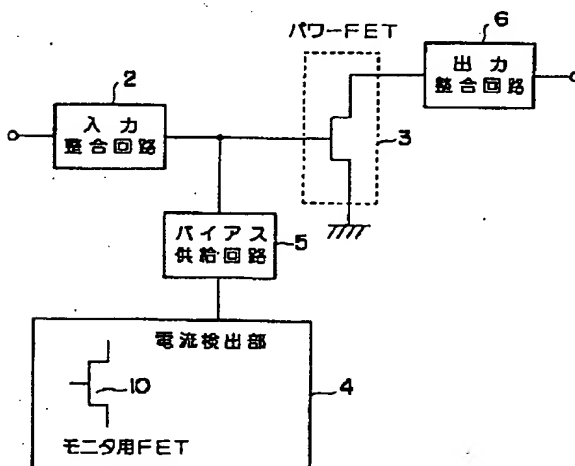 パワーFET
6
出力
整合回路
2
入力
整合回路
3
バイアス
供給回路
5
電流検出部
10
4
モニタ用FET